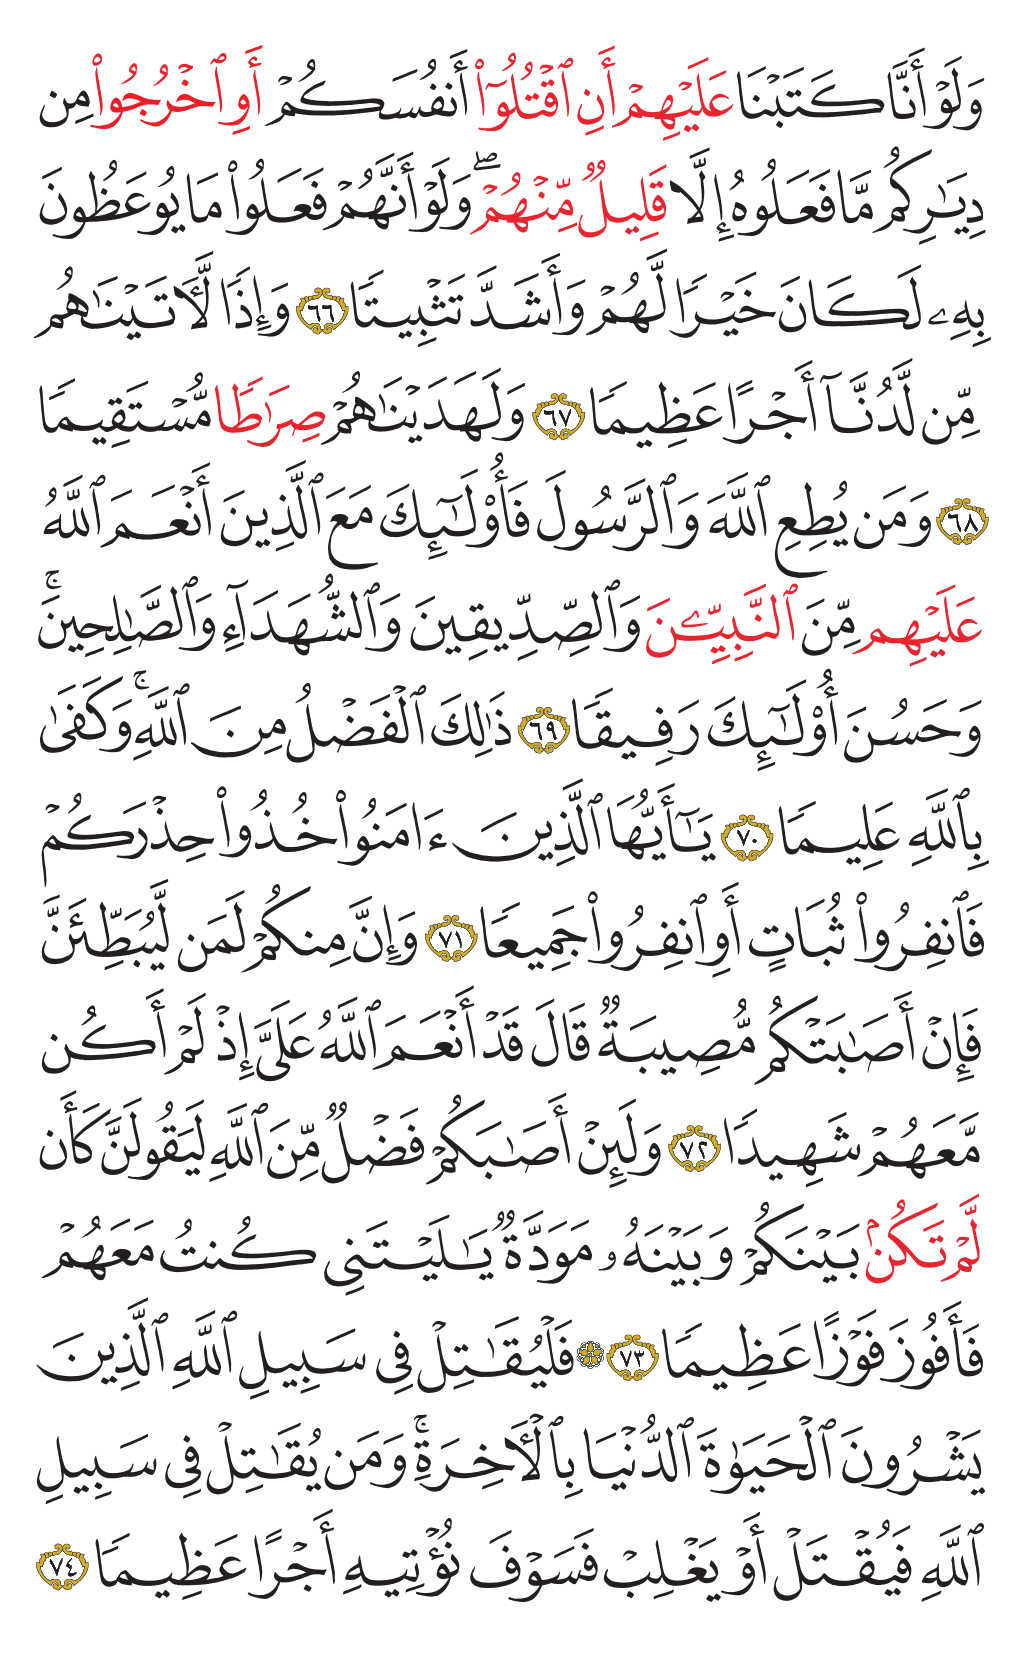 وَلَوْ أَنَّا كَتَبْنَا عَلَيْهِمْ أَنِ ٱقْتُلُوٓا۟ أَنفُسَكُمْ أَوِ ٱخْرُجُوا۟ مِن
دِيَٰرِكُم مَّا فَعَلُوهُ إِلَّا قَلِيلٌ مِّنْهُمْ ۖ وَلَوْ أَنَّهُمْ فَعَلُوا۟ مَا يُوعَظُونَ
بِهِۦ لَكَانَ خَيْرًا لَّهُمْ وَأَشَدَّ تَثْبِيتًا ٦٦ وَإِذًا لَّءَاتَيْنَٰهُم
مِّن لَّدُنَّآ أَجْرًا عَظِيمًا ٦٧ وَلَهَدَيْنَٰهُمْ صِرَٰطًا مُّسْتَقِيمًا
٦٨ وَمَن يُطِعِ ٱللَّهَ وَٱلرَّسُولَ فَأُو۟لَٰٓئِكَ مَعَ ٱلَّذِينَ أَنْعَمَ ٱللَّهُ
عَلَيْهِم مِّنَ ٱلنَّبِيِّـۧنَ وَٱلصِّدِّيقِينَ وَٱلشُّهَدَآءِ وَٱلصَّٰلِحِينَ ۚ
وَحَسُنَ أُو۟لَٰٓئِكَ رَفِيقًا ٦٩ ذَٰلِكَ ٱلْفَضْلُ مِنَ ٱللَّهِ ۚ وَكَفَىٰ
بِٱللَّهِ عَلِيمًا ٧٠ يَٰٓأَيُّهَا ٱلَّذِينَ ءَامَنُوا۟ خُذُوا۟ حِذْرَكُمْ
فَٱنفِرُوا۟ ثُبَاتٍ أَوِ ٱنفِرُوا۟ جَمِيعًا ٧١ وَإِنَّ مِنكُمْ لَمَن لَّيُبَطِّئَنَّ
فَإِنْ أَصَٰبَتْكُم مُّصِيبَةٌ قَالَ قَدْ أَنْعَمَ ٱللَّهُ عَلَىَّ إِذْ لَمْ أَكُن
مَّعَهُمْ شَهِيدًا ٧٢ وَلَئِنْ أَصَٰبَكُمْ فَضْلٌ مِّنَ ٱللَّهِ لَيَقُولَنَّ كَأَن
لَّمْ تَكُنۢ بَيْنَكُمْ وَبَيْنَهُۥ مَوَدَّةٌ يَٰلَيْتَنِى كُنتُ مَعَهُمْ
فَأَفُوزَ فَوْزًا عَظِيمًا ٧٣ ۞ فَلْيُقَٰتِلْ فِى سَبِيلِ ٱللَّهِ ٱلَّذِينَ
يَشْرُونَ ٱلْحَيَوٰةَ ٱلدُّنْيَا بِٱلْءَاخِرَةِ ۚ وَمَن يُقَٰتِلْ فِى سَبِيلِ
ٱللَّهِ فَيُقْتَلْ أَوْ يَغْلِبْ فَسَوْفَ نُؤْتِيهِ أَجْرًا عَظِيمًا ٧٤